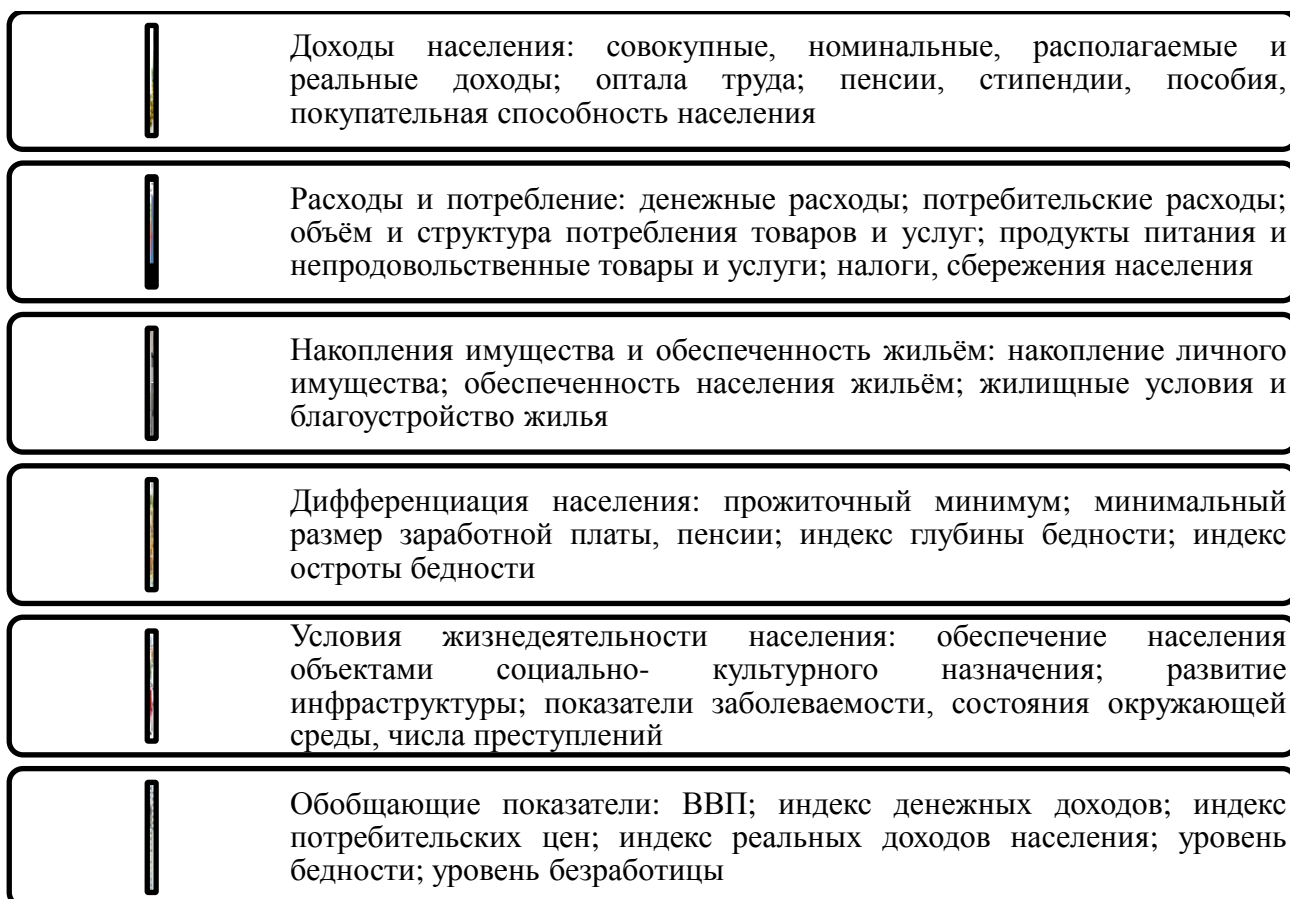 Доходы населения: совокупные, номинальные, располагаемые и
реальные доходы; оптала труда; пенсии, стипендии, пособия,
покупательная способность населения
Расходы и потребление: денежные расходы; потребительские расходы;
объём и структура потребления товаров и услуг; продукты питания и
непродовольственные товары и услуги; налоги, сбережения населения
Накопления имущества и обеспеченность жильём: накопление личного
имущества; обеспеченность населения жильём; жилищные условия и
благоустройство жилья
Дифференциация населения: прожиточный минимум; минимальный
размер заработной платы, пенсии; индекс глубины бедности; индекс
остроты бедности
Условия жизнедеятельности населения: обеспечение населения
объектами социально- культурного назначения; развитие
инфраструктуры; показатели заболеваемости, состояния окружающей
среды, числа преступлений
Обобщающие показатели: ВВП; индекс денежных доходов; индекс
потребительских цен; индекс реальных доходов населения; уровень
бедности; уровень безработицы